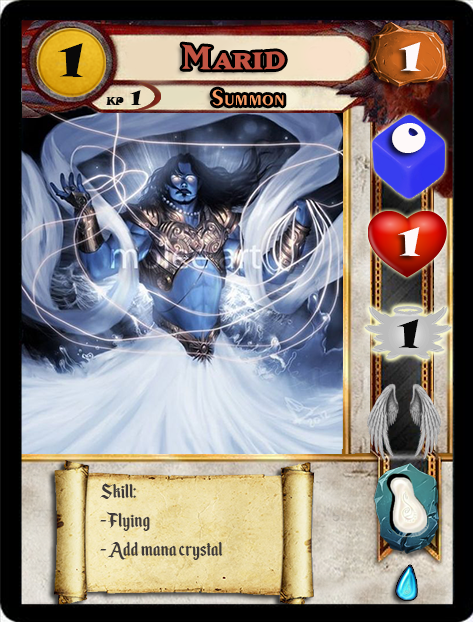 1
Marid
1
KP 1
Summon
1
1
Skill:
- Flying
- Add mana crystal